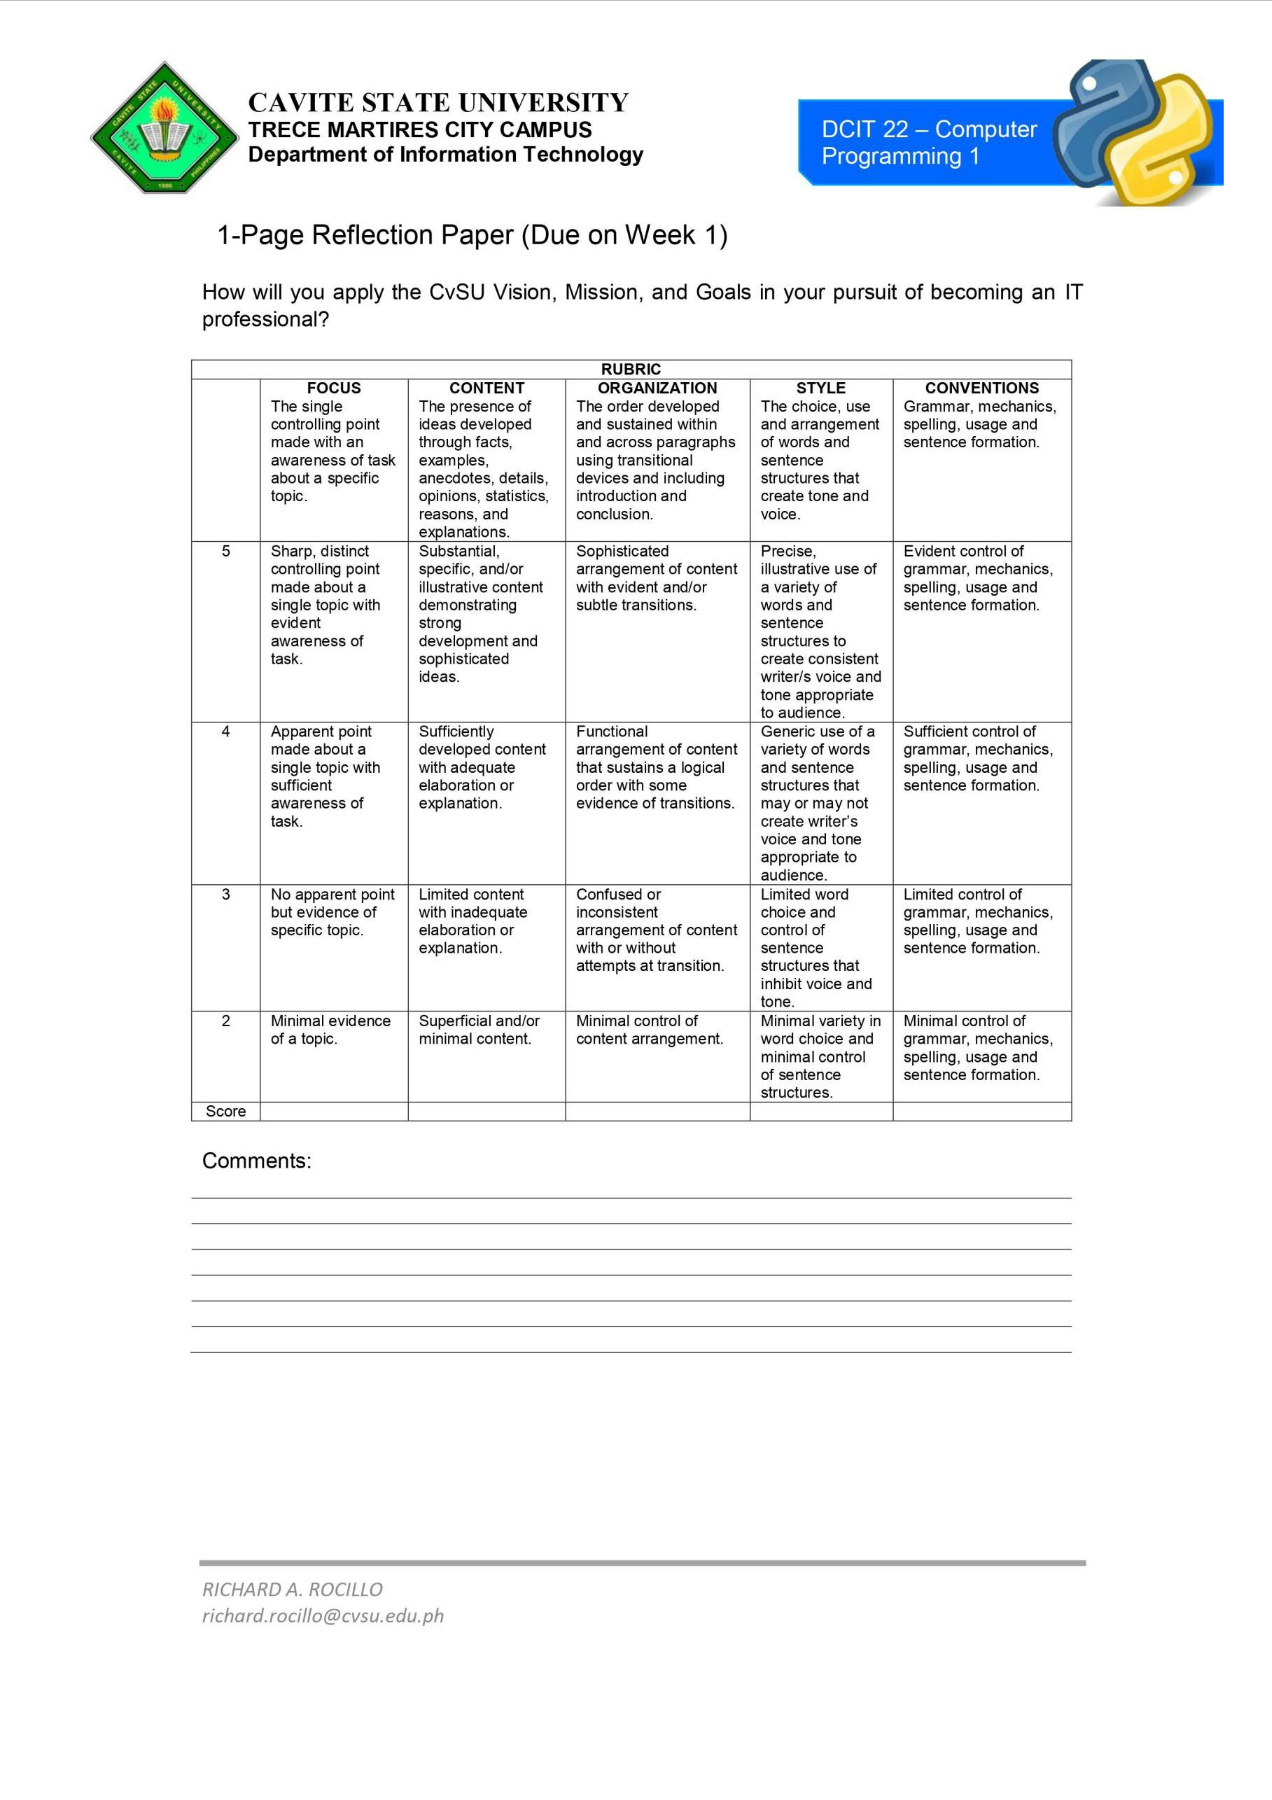 CAVITE STATE UNIVERSITY
TRECE MARTIRES CITY CAMPUS
Department of Information Technology
CAVITE STATE UNIVERSITY
CAVITE
PHILIPPINES
1906
DCIT 22 – Computer
Programming 1
1-Page Reflection Paper (Due on Week 1)
How will you apply the CvSU Vision, Mission, and Goals in your pursuit of becoming an IT
professional?
RUBRIC
FOCUS
The single
controlling point
made with an
awareness of task
about a specific
topic.
CONTENT
The presence of
ideas developed
through facts,
examples,
anecdotes, details,
opinions, statistics,
reasons, and
explanations.
ORGANIZATION
The order developed
and sustained within
and across paragraphs
using transitional
devices and including
introduction and
conclusion.
STYLE
The choice, use
and arrangement
of words and
sentence
structures that
create tone and
voice.
CONVENTIONS
Grammar, mechanics,
spelling, usage and
sentence formation.
5
Sharp, distinct
controlling point
made about a
single topic with
evident
awareness of
task.
Substantial,
specific, and/or
illustrative content
demonstrating
strong
development and
sophisticated
ideas.
Sophisticated
arrangement of content
with evident and/or
subtle transitions.
Precise,
illustrative use of
a variety of
words and
sentence
structures to
create consistent
writer/s voice and
tone appropriate
to audience.
Evident control of
grammar, mechanics,
spelling, usage and
sentence formation.
4
Apparent point
made about a
single topic with
sufficient
awareness of
task.
Sufficiently
developed content
with adequate
elaboration or
explanation.
Functional
arrangement of content
that sustains a logical
order with some
evidence of transitions.
Generic use of a
variety of words
and sentence
structures that
may or may not
create writer's
voice and tone
appropriate to
audience.
Sufficient control of
grammar, mechanics,
spelling, usage and
sentence formation.
3
No apparent point
but evidence of
specific topic.
Limited content
with inadequate
elaboration or
explanation.
Confused or
inconsistent
arrangement of content
with or without
attempts at transition.
Limited word
choice and
control of
sentence
structures that
inhibit voice and
tone.
Limited control of
grammar, mechanics,
spelling, usage and
sentence formation.
2
Minimal evidence
of a topic.
Superficial and/or
minimal content.
Minimal control of
content arrangement.
Minimal variety in
word choice and
minimal control
of sentence
structures.
Minimal control of
grammar, mechanics,
spelling, usage and
sentence formation.
Score
Comments:
RICHARD A. ROCILLO
richard.rocillo@cvsu.edu.ph